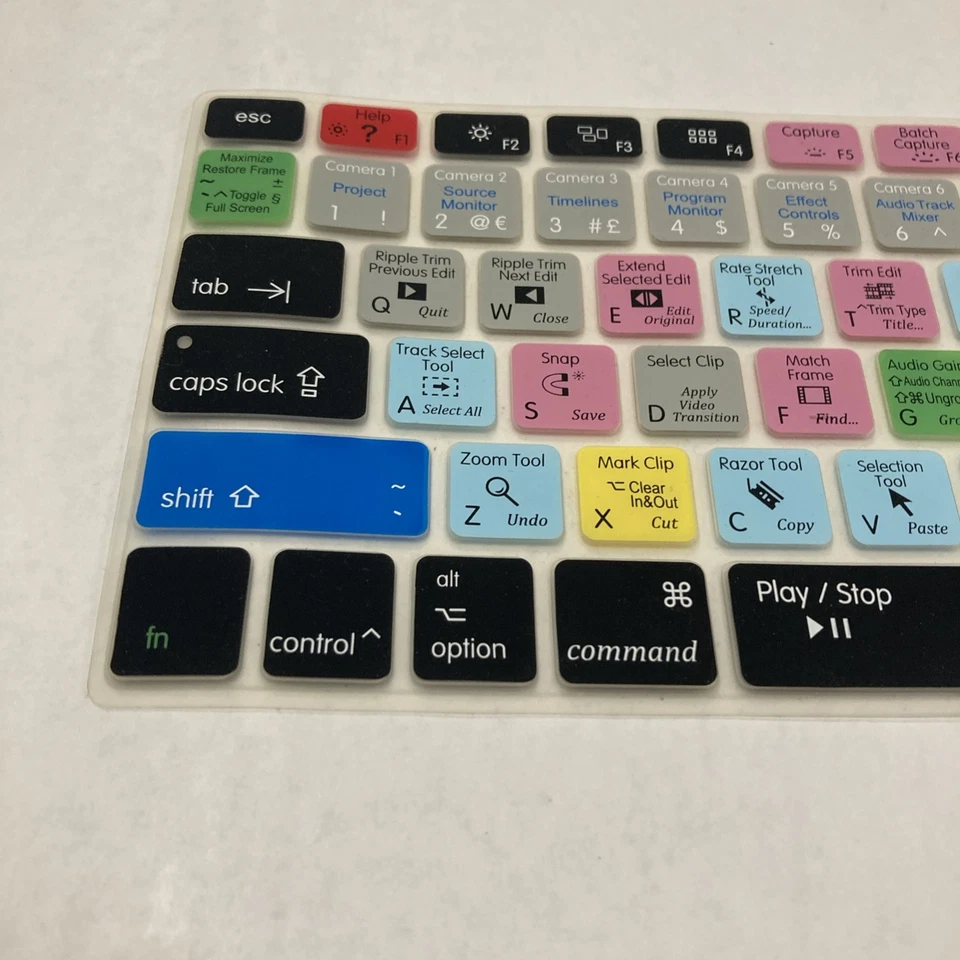 esc
Help
? F1
F2
F3
F4
Capture
F5
Batch
Capture
F6
Maximize
Restore Frame
~ ±
` ^Toggle §
Full Screen
Camera 1
Project
1 !
Camera 2
Source
Monitor
2 @ €
Camera 3
Timelines
3 # £
Camera 4
Program
Monitor
4 $
Camera 5
Effect
Controls
5 %
Camera 6
Audio Track
Mixer
6 ^
tab →|
Ripple Trim
Previous Edit
Q Quit
Ripple Trim
Next Edit
W Close
Extend
Selected Edit
E Edit
Original
Rate Stretch
Tool
R Speed/
Duration...
Trim Edit
T ^Trim Type
Title...
caps lock ⇪
Track Select
Tool
A Select All
Snap
S Save
Select Clip
Apply
Video
D Transition
Match
Frame
F Find...
Audio
⇧Audio
⇧⌘
G
shift ⇧ ~
`
Zoom Tool
Z Undo
Mark Clip
⌥ Clear
In&Out
X Cut
Razor Tool
C Copy
Selection
Tool
V Paste
fn
control ^
alt
⌥
option
⌘
command
Play / Stop